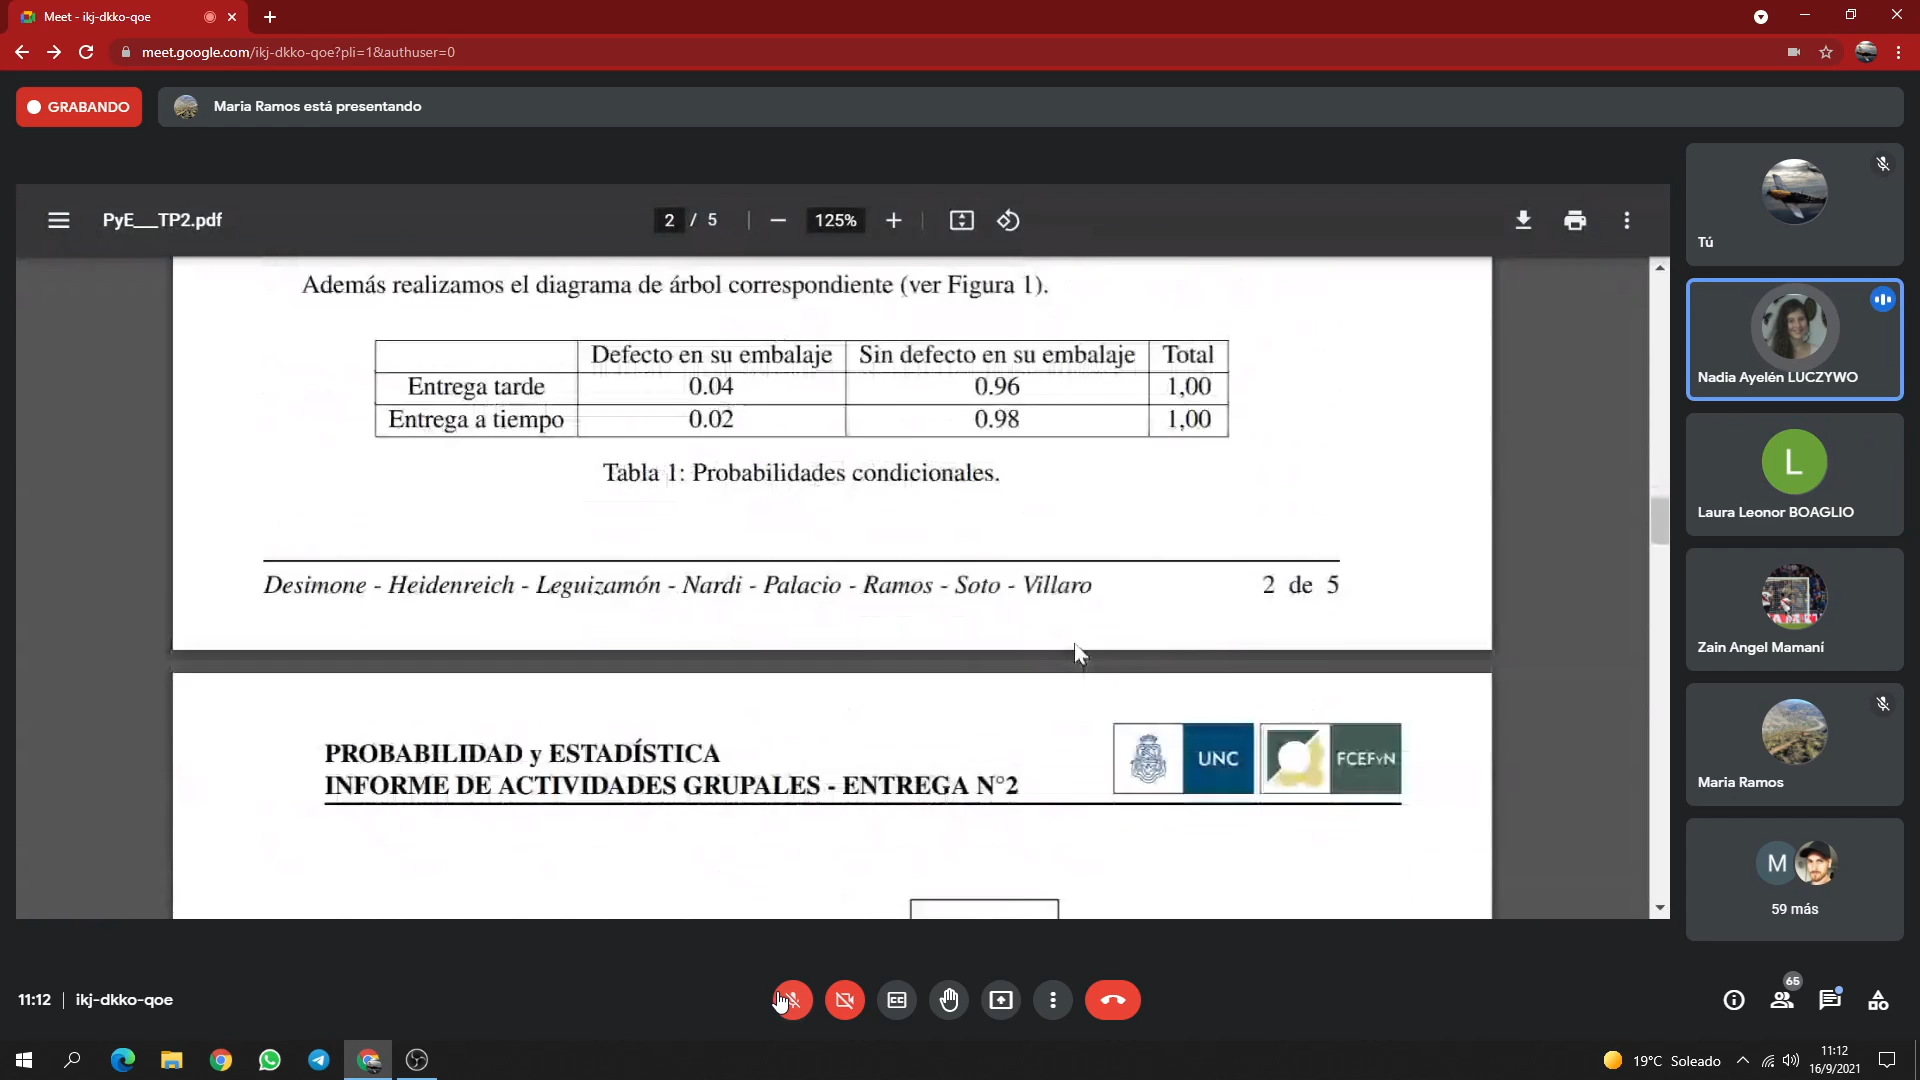 Meet - ikj-dkko-qoe
meet.google.com/ikj-dkko-qoe?pli=1&authuser=0
GRABANDO
Maria Ramos está presentando
PyE___TP2.pdf
2 / 5
125%
Además realizamos el diagrama de árbol correspondiente (ver Figura 1).
Defecto en su embalaje Sin defecto en su embalaje Total
Entrega tarde 0.04 0.96 1,00
Entrega a tiempo 0.02 0.98 1,00
Tabla 1: Probabilidades condicionales.
Desimone - Heidenreich - Leguizamón - Nardi - Palacio - Ramos - Soto - Villaro 2 de 5
PROBABILIDAD y ESTADÍSTICA
INFORME DE ACTIVIDADES GRUPALES - ENTREGA N°2
UNC
FCEFyN
Tú
Nadia Ayelén LUCZYWO
L
Laura Leonor BOAGLIO
Zain Angel Mamaní
Maria Ramos
M
59 más
11:12 | ikj-dkko-qoe
65
19°C Soleado
11:12
16/9/2021